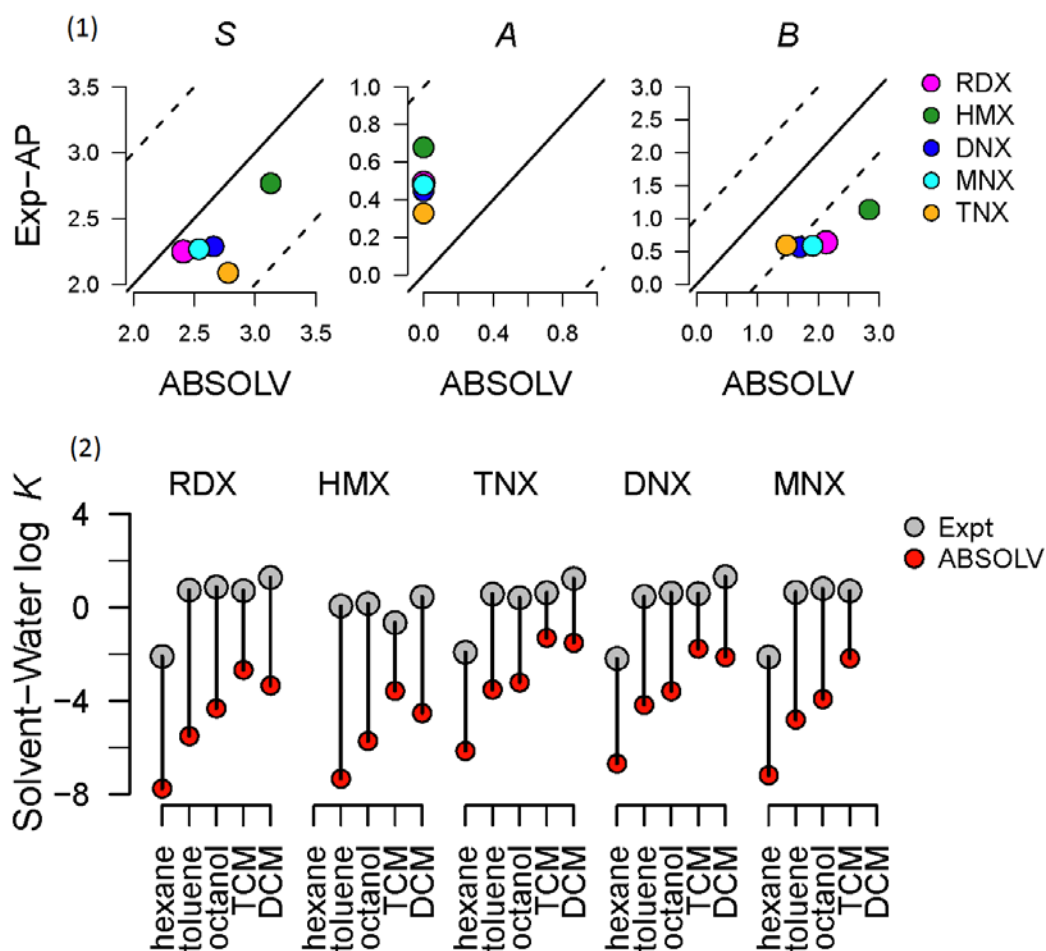 (1)
S A B
3.5
3.0
2.5
2.0
2.0 2.5 3.0 3.5
1.0
0.8
0.6
0.4
0.2
0.0
0.0 0.4 0.8
3.0
2.5
2.0
1.5
1.0
0.5
0.0
0.0 1.0 2.0 3.0
Exp-AP
ABSOLV ABSOLV ABSOLV
RDX
HMX
DNX
MNX
TNX
(2)
RDX HMX TNX DNX MNX
Solvent-Water log K
4
0
-4
-8
Expt
ABSOLV
hexane toluene octanol TCM DCM
hexane toluene octanol TCM DCM
hexane toluene octanol TCM DCM
hexane toluene octanol TCM DCM
hexane toluene octanol TCM DCM